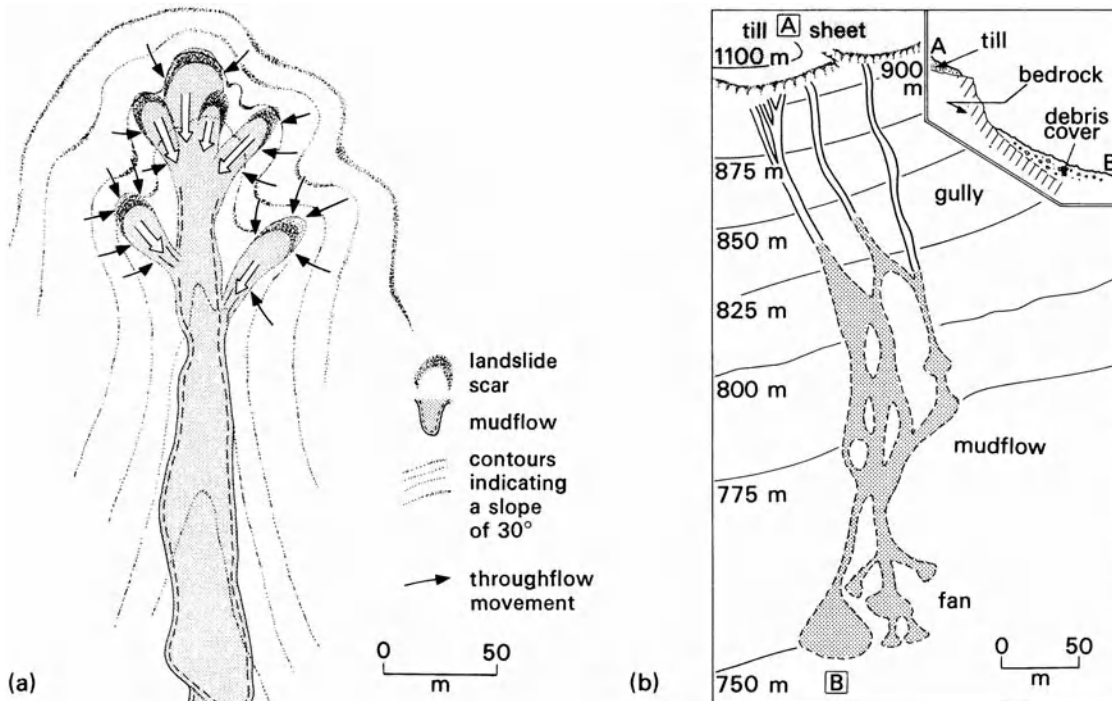 landslide
scar
mudflow
contours
indicating
a slope
of 30°
throughflow
movement
0 50
m
(a)
till A sheet
1100 m
900
m
875 m
850 m
825 m
800 m
775 m
750 m
gully
mudflow
fan
B
0 50
m
(b)
A
till
bedrock
debris
cover
B